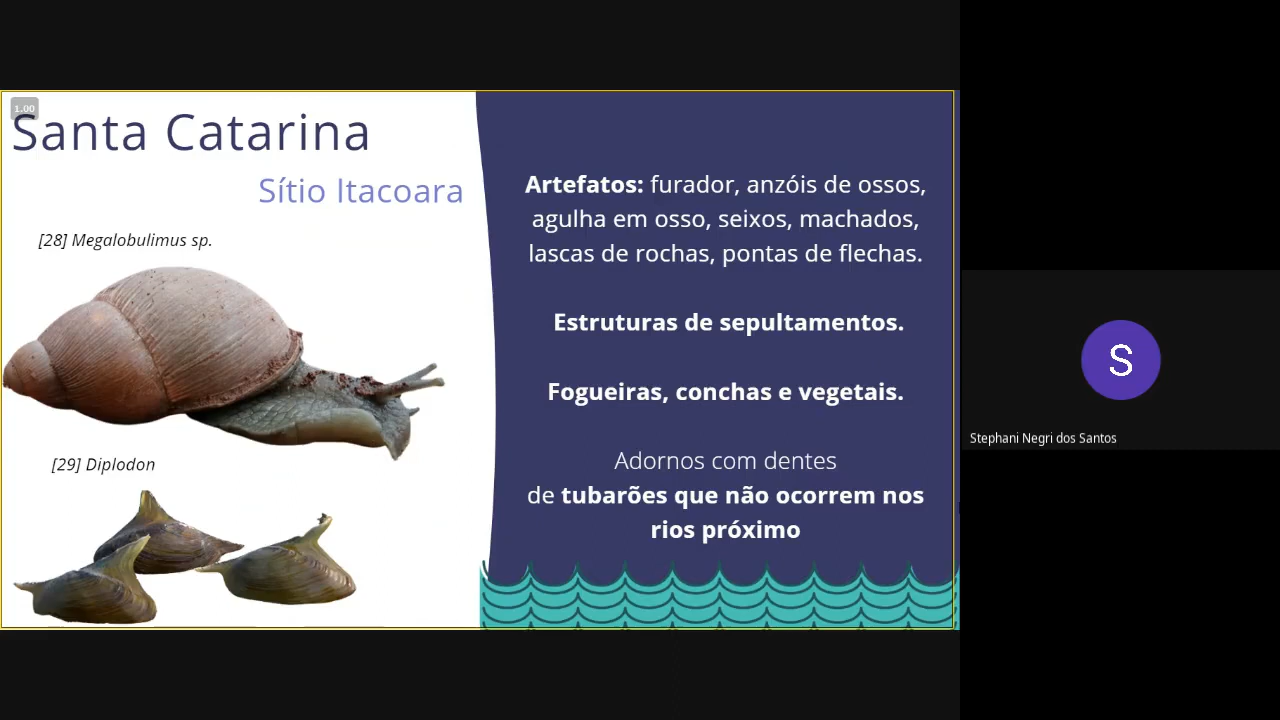 1.00
Santa Catarina
Sítio Itacoara
[28] Megalobulimus sp.
[29] Diplodon
Artefatos: furador, anzóis de ossos,
agulha em osso, seixos, machados,
lascas de rochas, pontas de flechas.
Estruturas de sepultamentos.
Fogueiras, conchas e vegetais.
Adornos com dentes
de tubarões que não ocorrem nos
rios próximo
S
Stephani Negri dos Santos